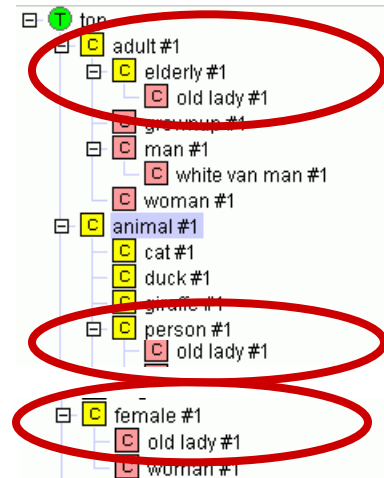 T top
C adult #1
C elderly #1
C old lady #1
C grownup #1
C man #1
C white van man #1
C woman #1
C animal #1
C cat #1
C duck #1
C giraffe #1
C person #1
C old lady #1
C female #1
C old lady #1
C woman #1